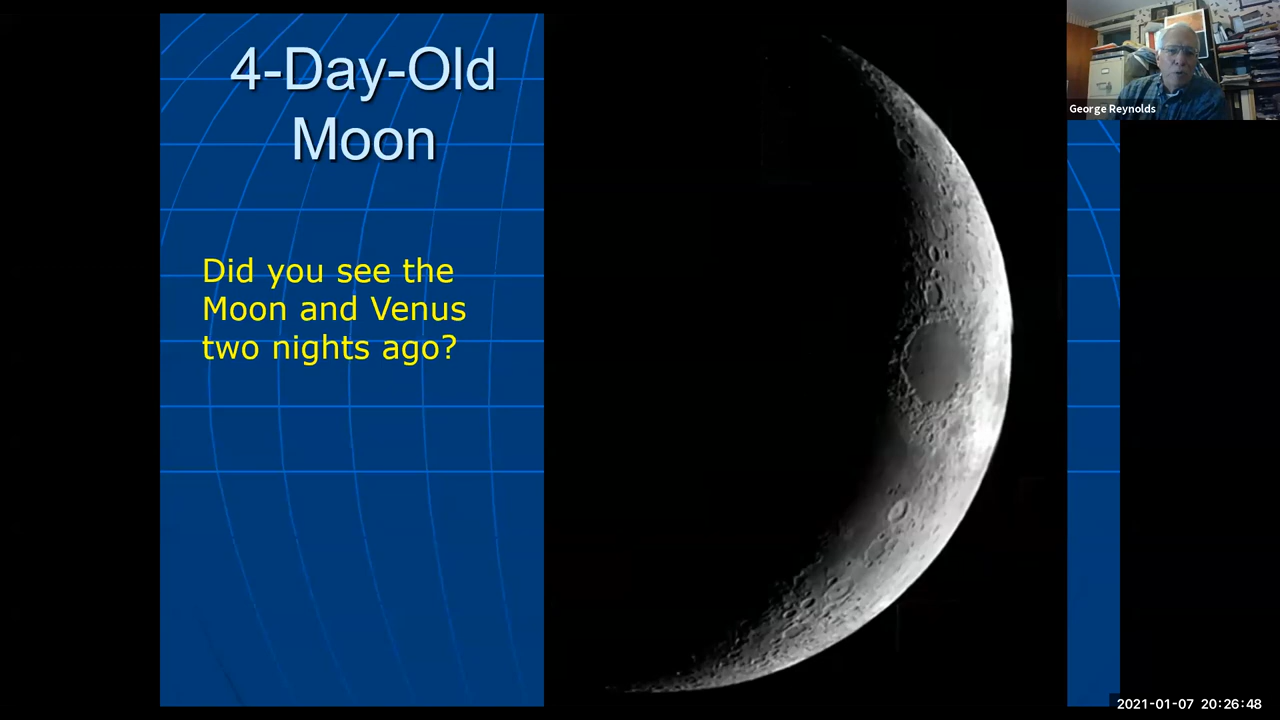 4-Day-Old
Moon
Did you see the
Moon and Venus
two nights ago?
George Reynolds
2021-01-07 20:26:48